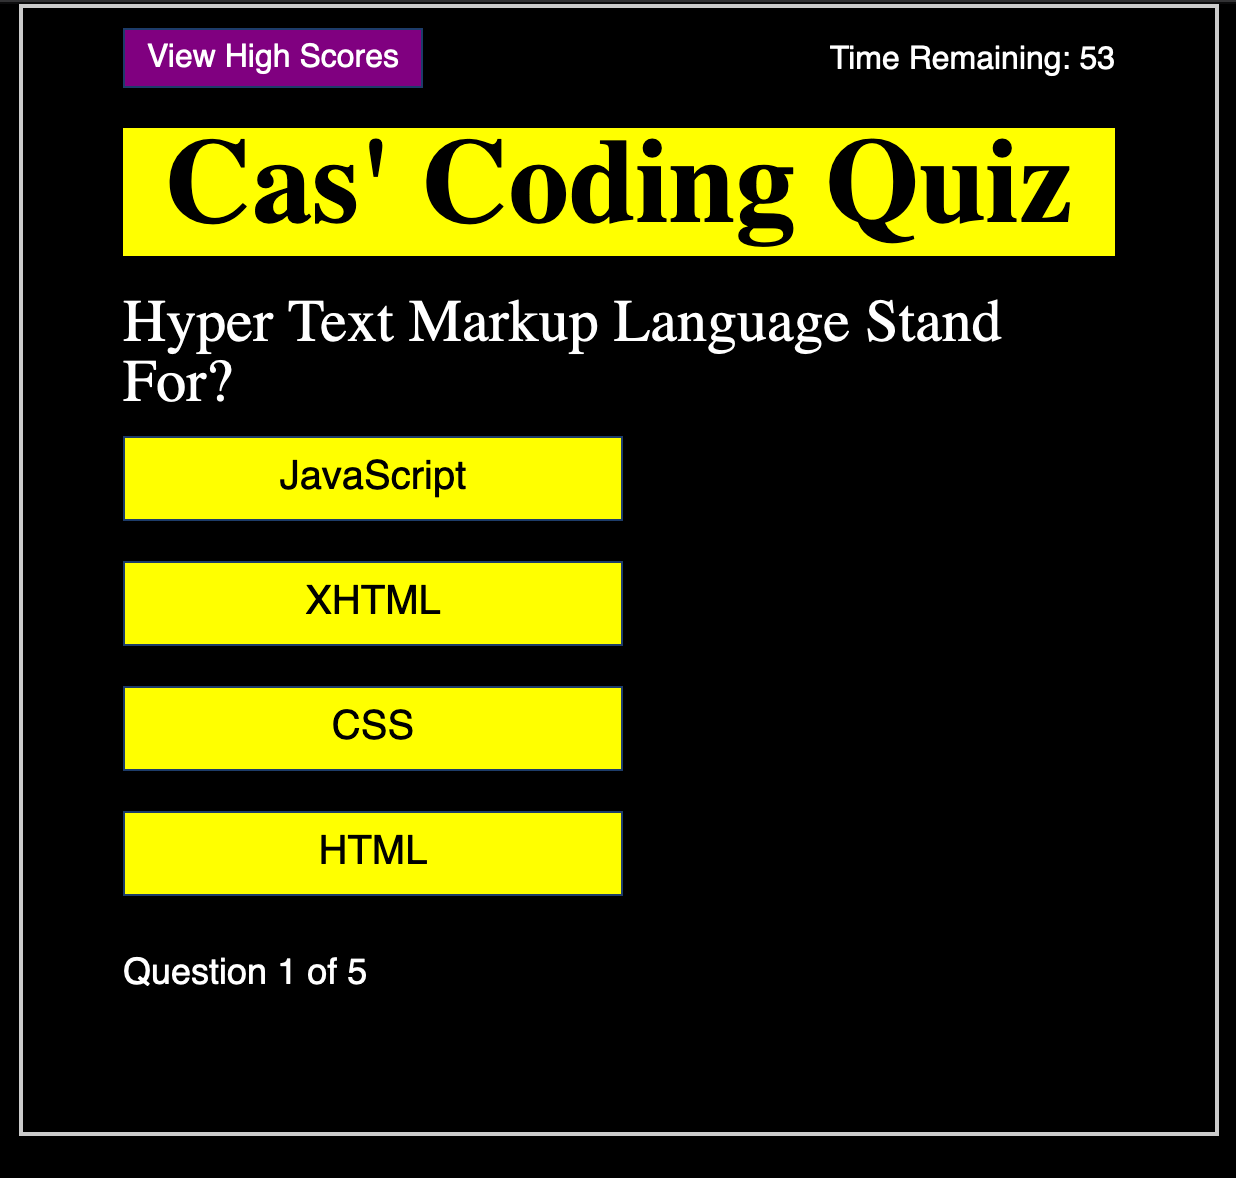 View High Scores
Time Remaining: 53
Cas' Coding Quiz
Hyper Text Markup Language Stand
For?
JavaScript
XHTML
CSS
HTML
Question 1 of 5